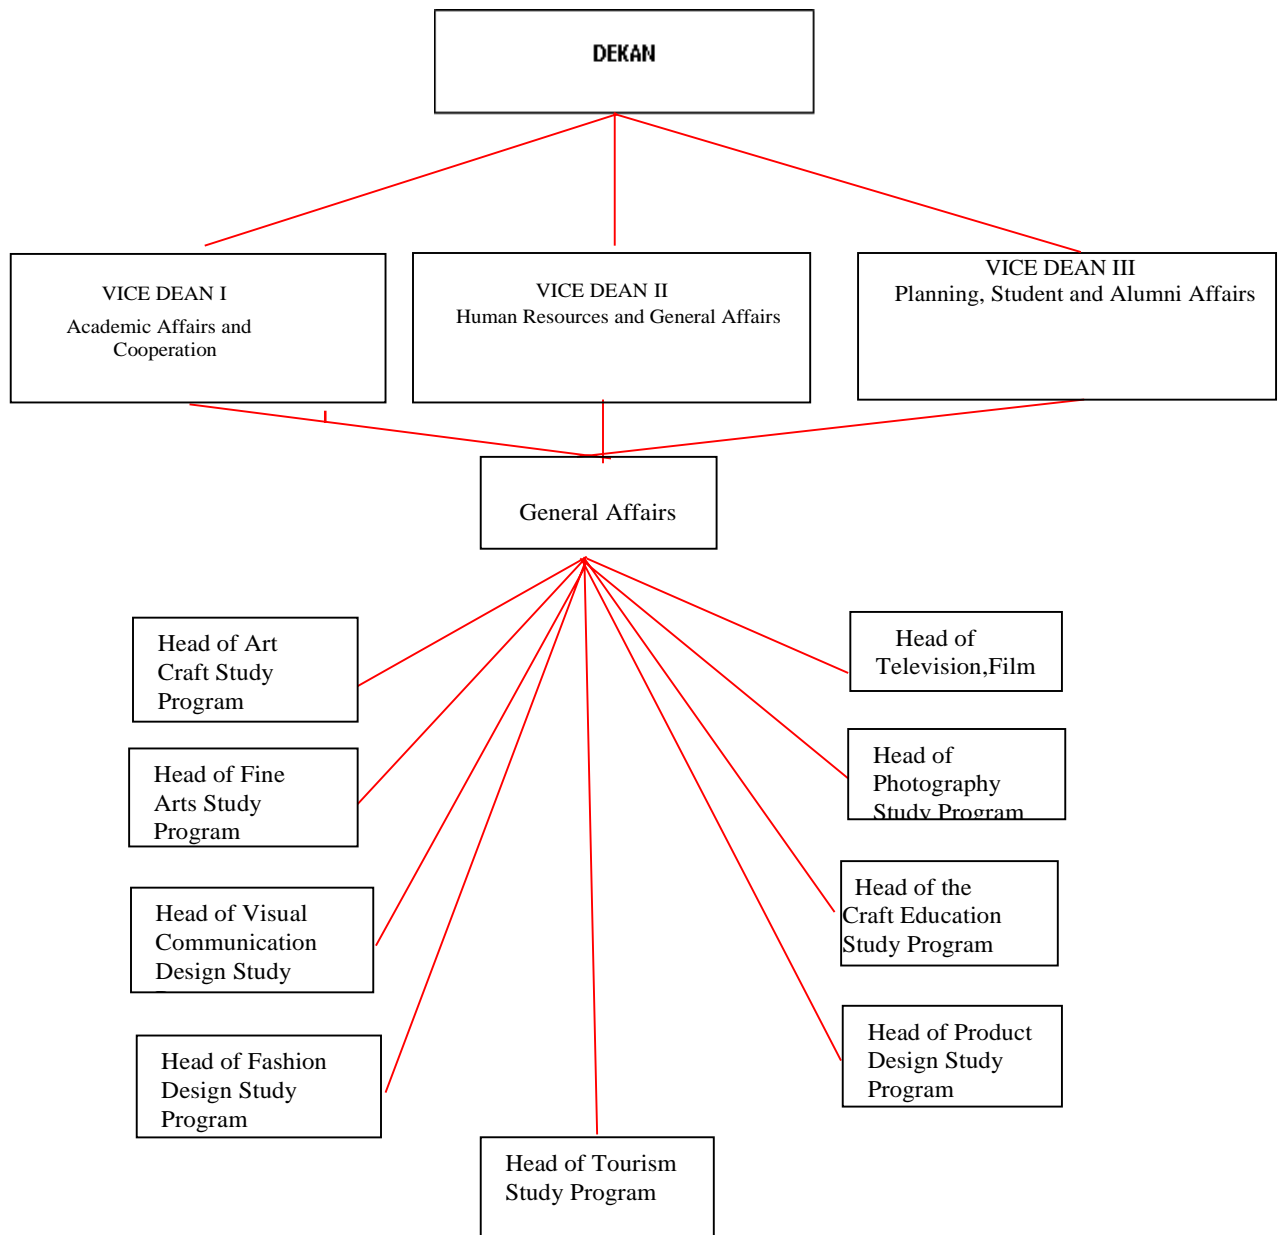 DEKAN
VICE DEAN I
Academic Affairs and
Cooperation
VICE DEAN II
Human Resources and General Affairs
VICE DEAN III
Planning, Student and Alumni Affairs
General Affairs
Head of Art
Craft Study
Program
Head of Fine
Arts Study
Program
Head of Visual
Communication
Design Study
Head of Fashion
Design Study
Program
Head of Tourism
Study Program
Head of
Television,Film
Head of
Photography
Study Program
Head of the
Craft Education
Study Program
Head of Product
Design Study
Program